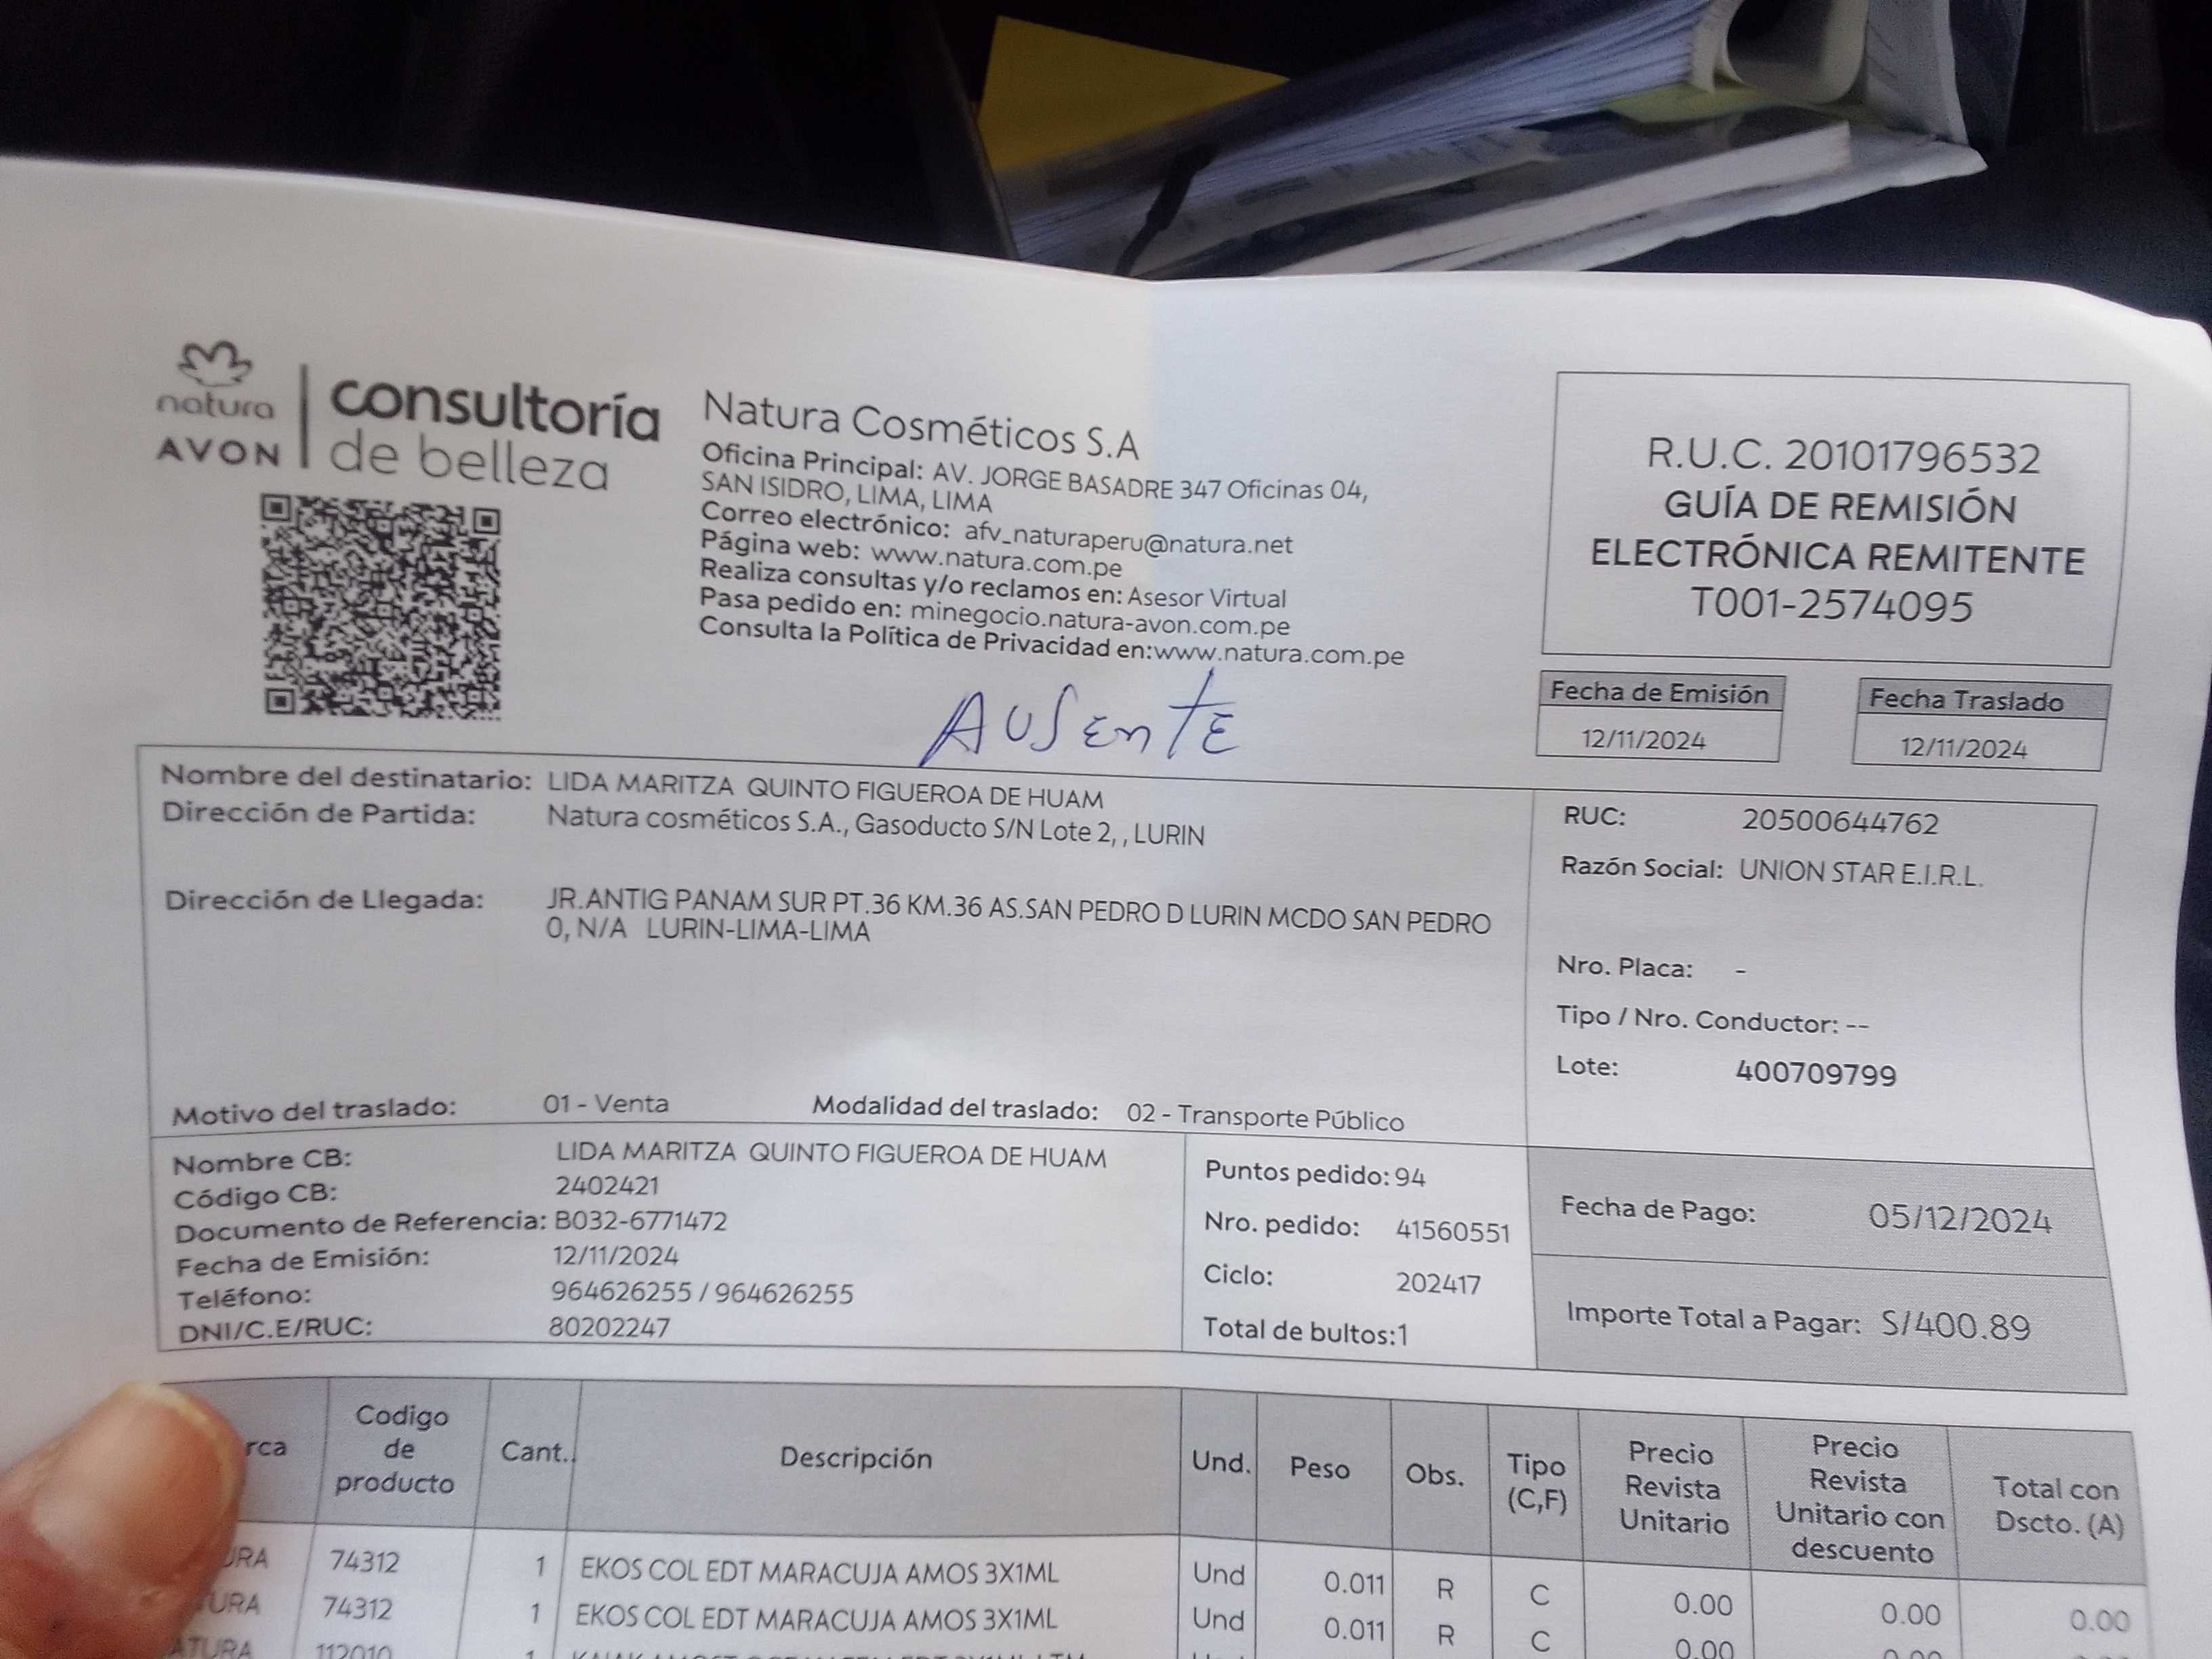 natura
AVON
consultoría
de belleza
Natura Cosméticos S.A
Oficina Principal: AV. JORGE BASADRE 347 Oficinas 04,
SAN ISIDRO, LIMA, LIMA
Correo electrónico: afv_naturaperu@natura.net
Página web: www.natura.com.pe
Realiza consultas y/o reclamos en: Asesor Virtual
Pasa pedido en: minegocio.natura-avon.com.pe
Consulta la Política de Privacidad en:www.natura.com.pe
R.U.C. 20101796532
GUÍA DE REMISIÓN
ELECTRÓNICA REMITENTE
T001-2574095
Fecha de Emisión
12/11/2024
Fecha Traslado
12/11/2024
AUSEnTE
Nombre del destinatario: LIDA MARITZA QUINTO FIGUEROA DE HUAM
Dirección de Partida: Natura cosméticos S.A., Gasoducto S/N Lote 2, , LURIN
Dirección de Llegada: JR.ANTIG PANAM SUR PT.36 KM.36 AS.SAN PEDRO D LURIN MCDO SAN PEDRO
0, N/A LURIN-LIMA-LIMA
Motivo del traslado: 01 - Venta Modalidad del traslado: 02 - Transporte Público
RUC: 20500644762
Razón Social: UNION STAR E.I.R.L.
Nro. Placa: -
Tipo / Nro. Conductor: --
Lote: 400709799
Nombre CB: LIDA MARITZA QUINTO FIGUEROA DE HUAM
Código CB: 2402421
Documento de Referencia: B032-6771472
Fecha de Emisión: 12/11/2024
Teléfono: 964626255 / 964626255
DNI/C.E/RUC: 80202247
Puntos pedido: 94
Nro. pedido: 41560551
Ciclo: 202417
Total de bultos:1
Fecha de Pago: 05/12/2024
Importe Total a Pagar: S/400.89
rca Codigo de producto Cant. Descripción Und. Peso Obs. Tipo (C,F) Precio Revista Unitario Precio Revista Unitario con descuento Total con Dscto. (A)
URA 74312 1 EKOS COL EDT MARACUJA AMOS 3X1ML Und 0.011 R C 0.00 0.00 0.00
URA 74312 1 EKOS COL EDT MARACUJA AMOS 3X1ML Und 0.011 R C 0.00
ATURA 112010 1